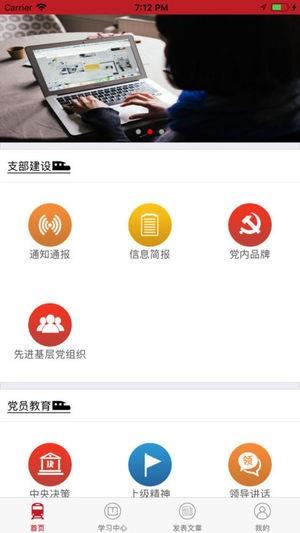 Carrier
7:12 PM
支部建设
通知通报
信息简报
党内品牌
先进基层党组织
党员教育
决
领
中央决策
上级精神
领导讲话
首页
学习中心
发表文章
我的